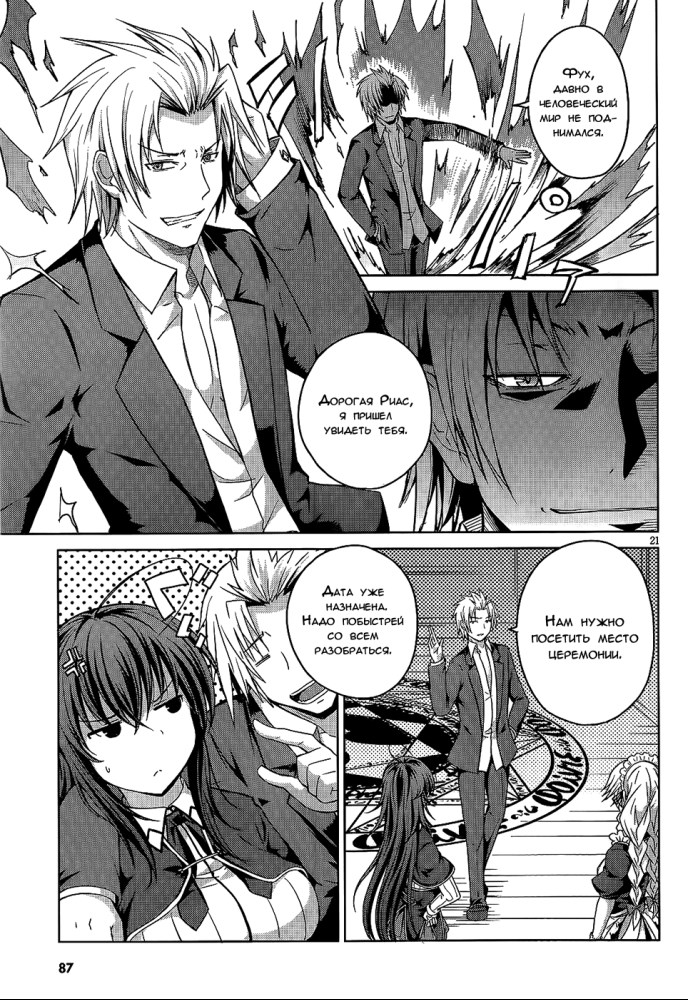 Фух,
давно в
человеческий
мир не под-
нимался.
Дорогая Риас,
я пришел
увидеть тебя.
21
Нам нужно
посетить место
церемонии.
Дата уже
назначена.
Надо побыстрей
со всем
разобраться.
87